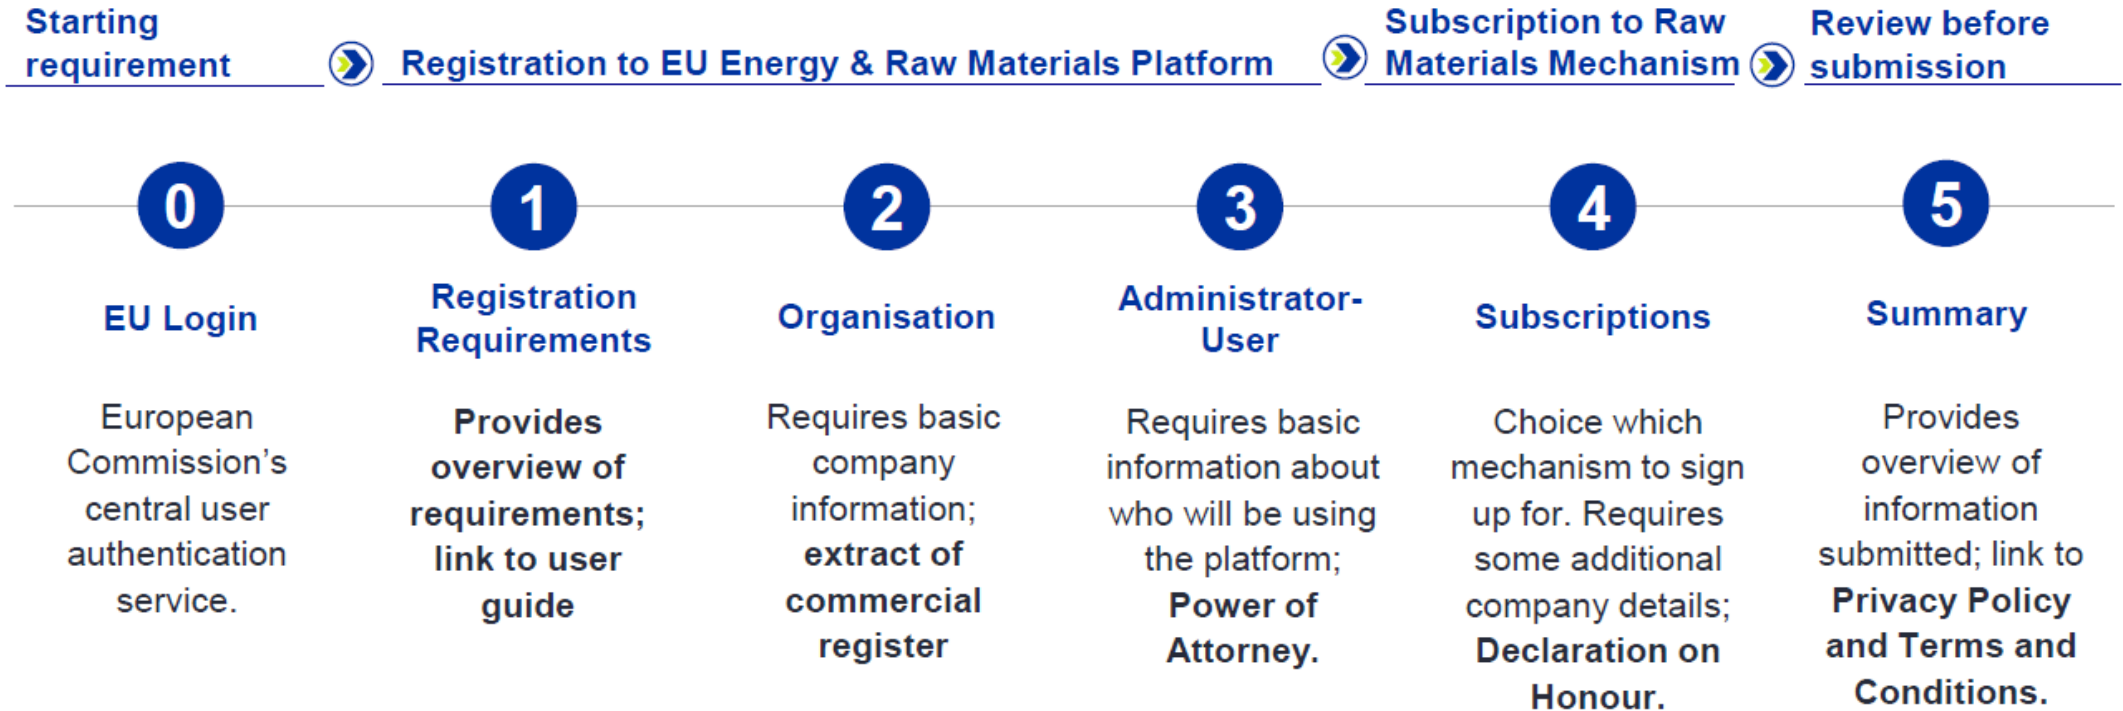 Starting
requirement
Registration to EU Energy & Raw Materials Platform
Subscription to Raw
Materials Mechanism
Review before
submission
0
EU Login
European
Commission's
central user
authentication
service.
1
Registration
Requirements
Provides
overview of
requirements;
link to user
guide
2
Organisation
Requires basic
company
information;
extract of
commercial
register
3
Administrator-
User
Requires basic
information about
who will be using
the platform;
Power of
Attorney.
4
Subscriptions
Choice which
mechanism to sign
up for. Requires
some additional
company details;
Declaration on
Honour.
5
Summary
Provides
overview of
information
submitted; link to
Privacy Policy
and Terms and
Conditions.